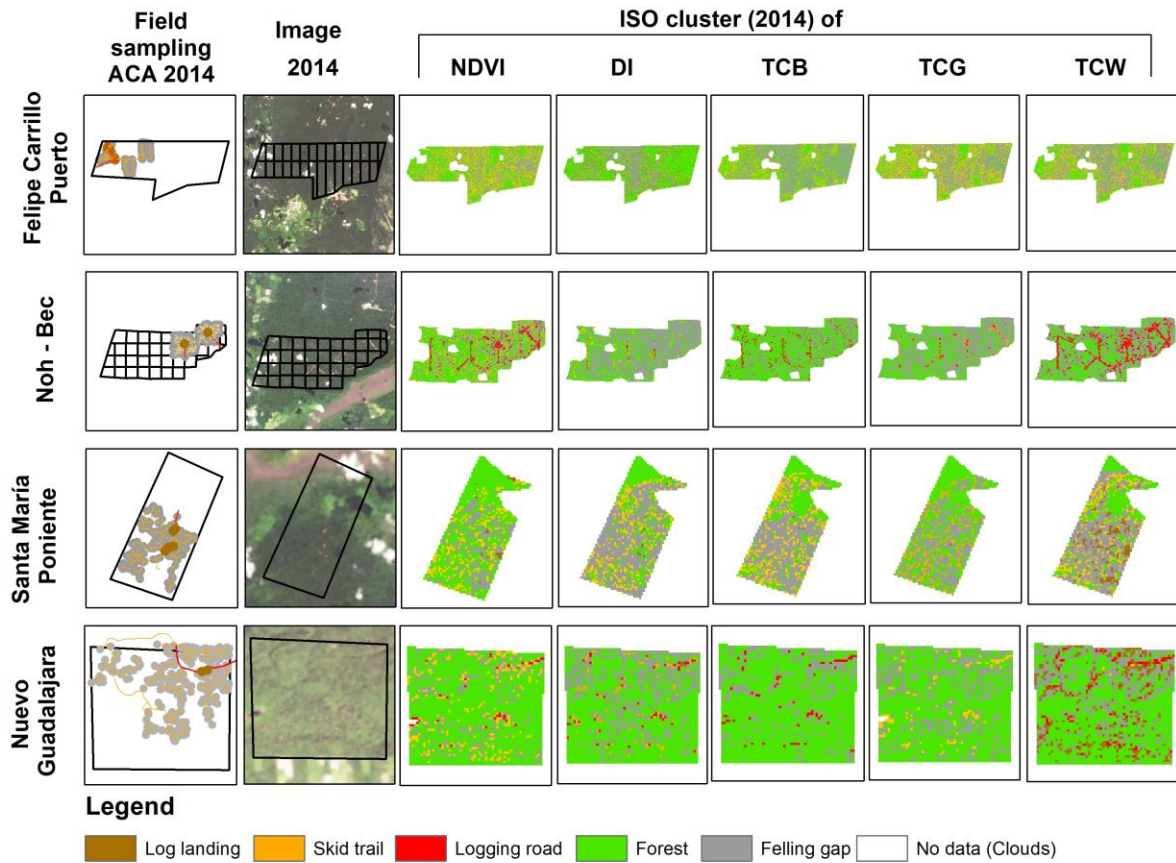 Field
sampling
ACA 2014
Image
2014
ISO cluster (2014) of
NDVI
DI
TCB
TCG
TCW
Felipe Carrillo
Puerto
Noh - Bec
Santa María
Poniente
Nuevo
Guadalajara
Legend
Log landing
Skid trail
Logging road
Forest
Felling gap
No data (Clouds)